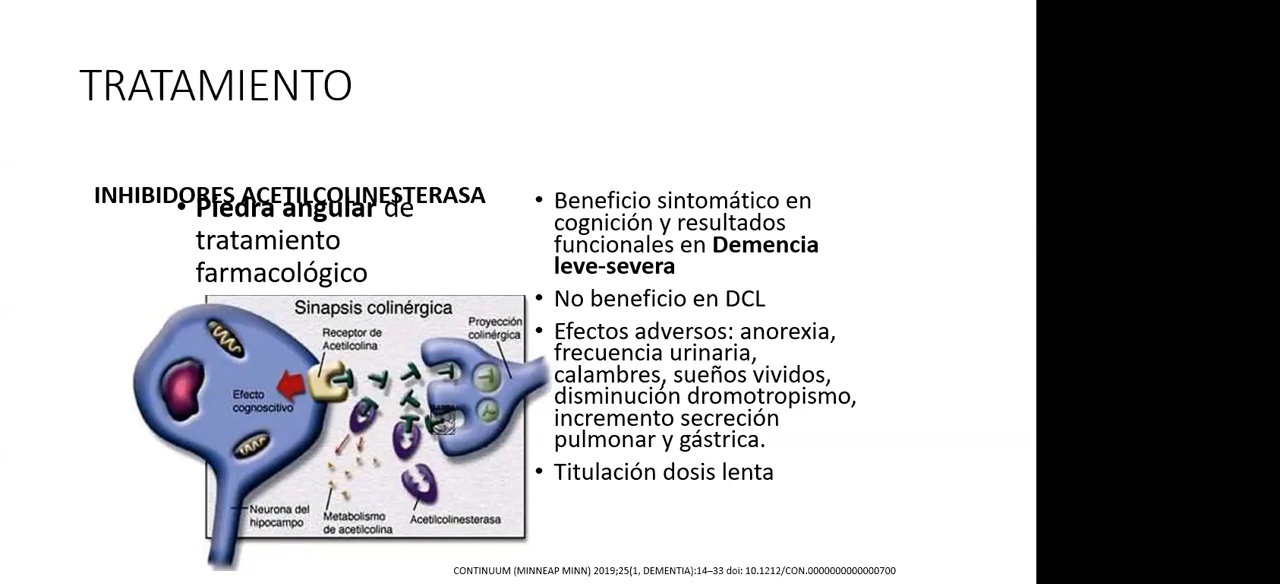 TRATAMIENTO
INHIBIDORES ACETILCOLINESTERASA
• Piedra angular de
tratamiento
farmacológico
Sinapsis colinérgica
Receptor de
Acetilcolina
Proyección
colinérgica
Efecto
cognoscitivo
Neurona del
hipocampo
Metabolismo
de acetilcolina
Acetilcolinesterasa
• Beneficio sintomático en
cognición y resultados
funcionales en Demencia
leve-severa
• No beneficio en DCL
• Efectos adversos: anorexia,
frecuencia urinaria,
calambres, sueños vividos,
disminución dromotropismo,
incremento secreción
pulmonar y gástrica.
• Titulación dosis lenta
CONTINUUM (MINNEAP MINN) 2019;25(1, DEMENTIA):14–33 doi: 10.1212/CON.0000000000000700